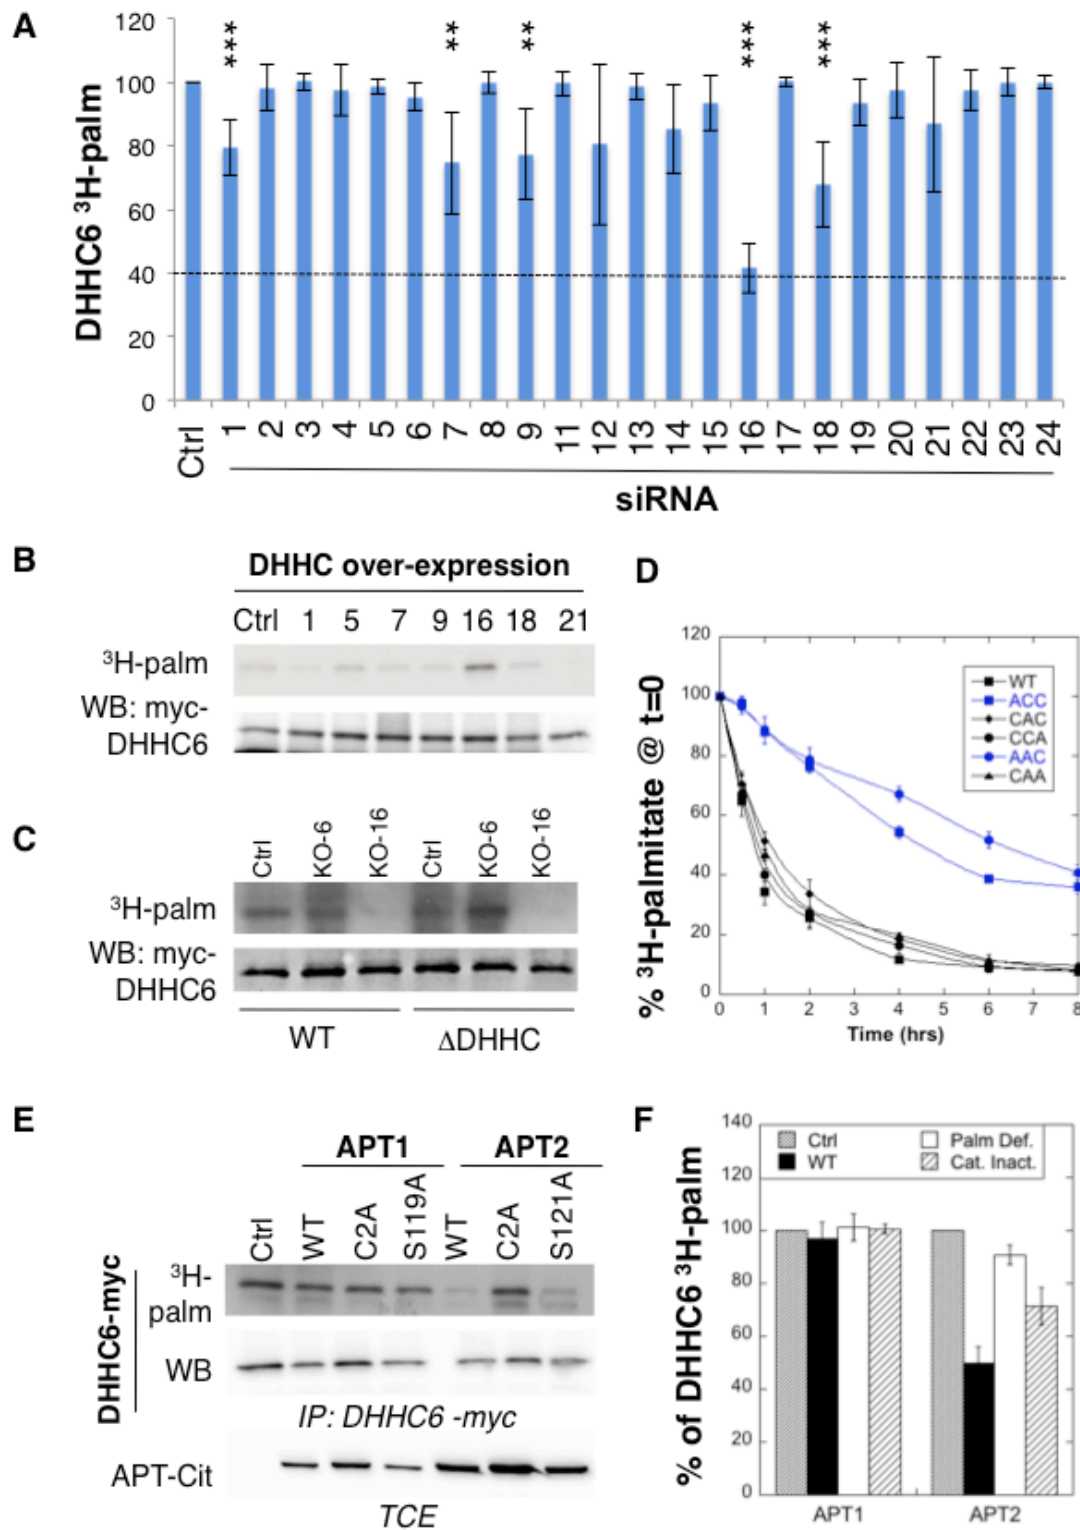 A
DHHC6 ³H-palm
120
100
80
60
40
20
0
*** ** ** *** ***
Ctrl 1 2 3 4 5 6 7 8 9 11 12 13 14 15 16 17 18 19 20 21 22 23 24
siRNA
B
DHHC over-expression
Ctrl 1 5 7 9 16 18 21
³H-palm
WB: myc-
DHHC6
C
Ctrl KO-6 KO-16 Ctrl KO-6 KO-16
³H-palm
WB: myc-
DHHC6
WT ΔDHHC
D
% ³H-palmitate @ t=0
120
100
80
60
40
20
0
WT
ACC
CAC
CCA
AAC
CAA
0 1 2 3 4 5 6 7 8
Time (hrs)
E
APT1 APT2
Ctrl WT C2A S119A WT C2A S121A
DHHC6-myc
³H-
palm
WB
IP: DHHC6 -myc
APT-Cit
TCE
F
% of DHHC6 ³H-palm
140
120
100
80
60
40
20
0
Ctrl Palm Def.
WT Cat. Inact.
APT1 APT2